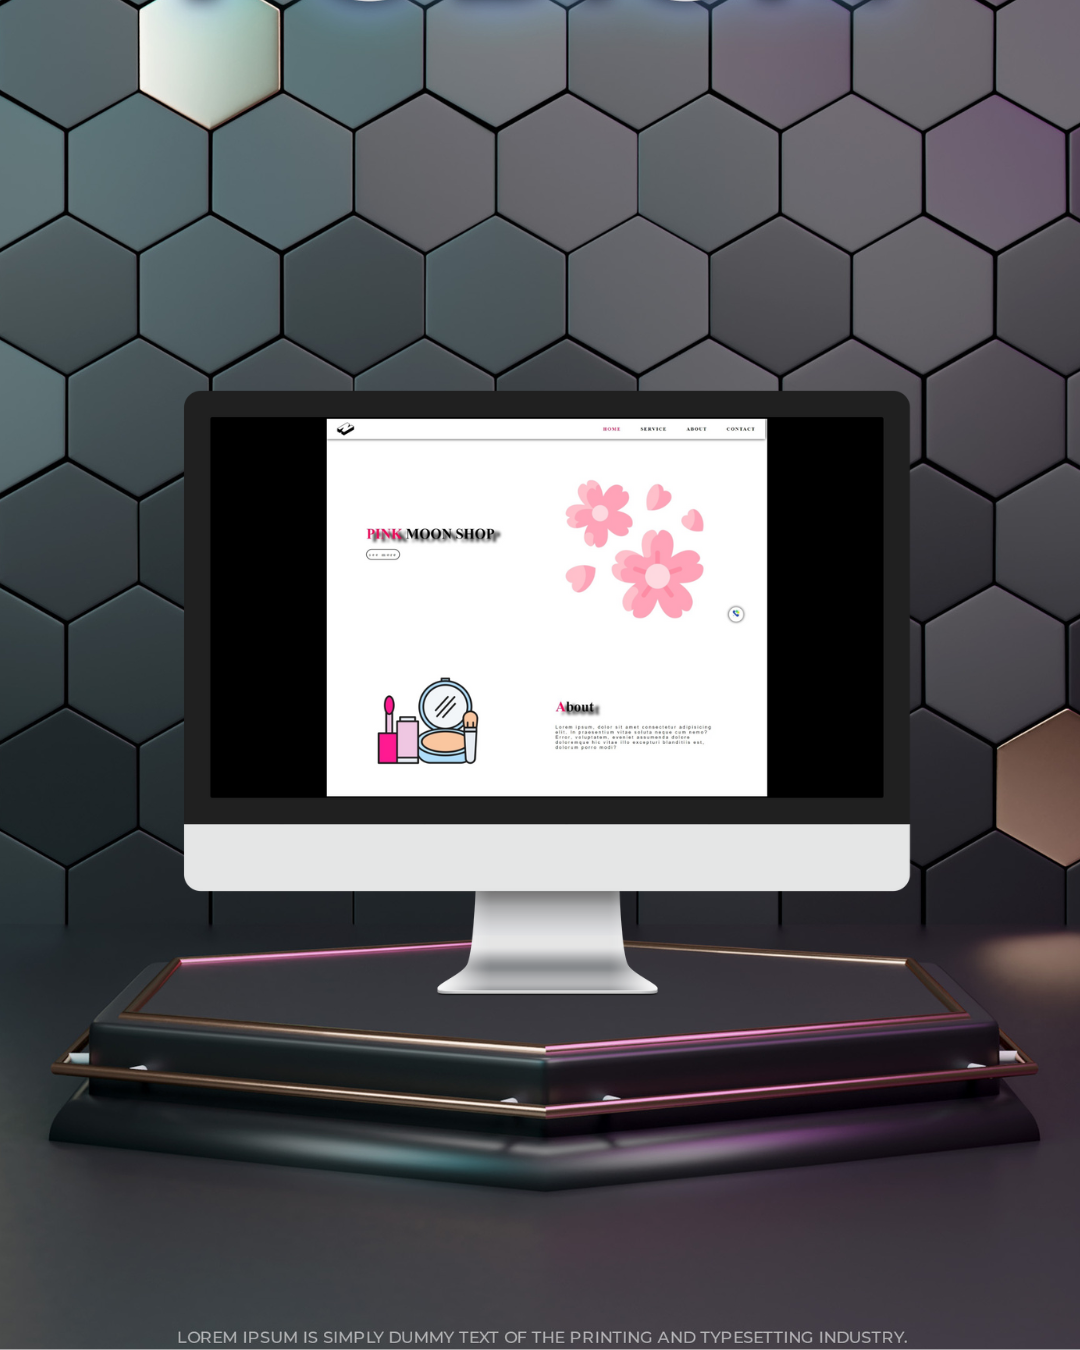 HOME SERVICE ABOUT CONTACT
PINK MOON SHOP
see more
About
Lorem ipsum, dolor sit amet consectetur adipisicing
elit. In praesentium vitae soluta neque cum nemo?
Error, voluptatem, eveniet assumenda dolore
doloremque hic vitae illo excepturi blanditiis est,
dolorum porro modi?
LOREM IPSUM IS SIMPLY DUMMY TEXT OF THE PRINTING AND TYPESETTING INDUSTRY.